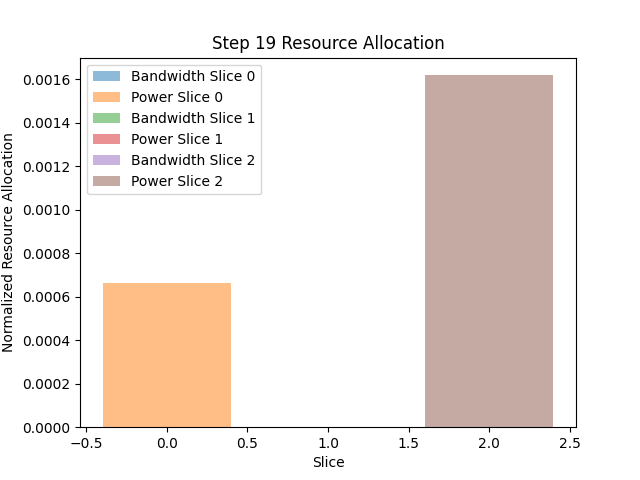 Step 19 Resource Allocation
Bandwidth Slice 0
Power Slice 0
Bandwidth Slice 1
Power Slice 1
Bandwidth Slice 2
Power Slice 2
Normalized Resource Allocation
0.0016
0.0014
0.0012
0.0010
0.0008
0.0006
0.0004
0.0002
0.0000
−0.5 0.0 0.5 1.0 1.5 2.0 2.5
Slice